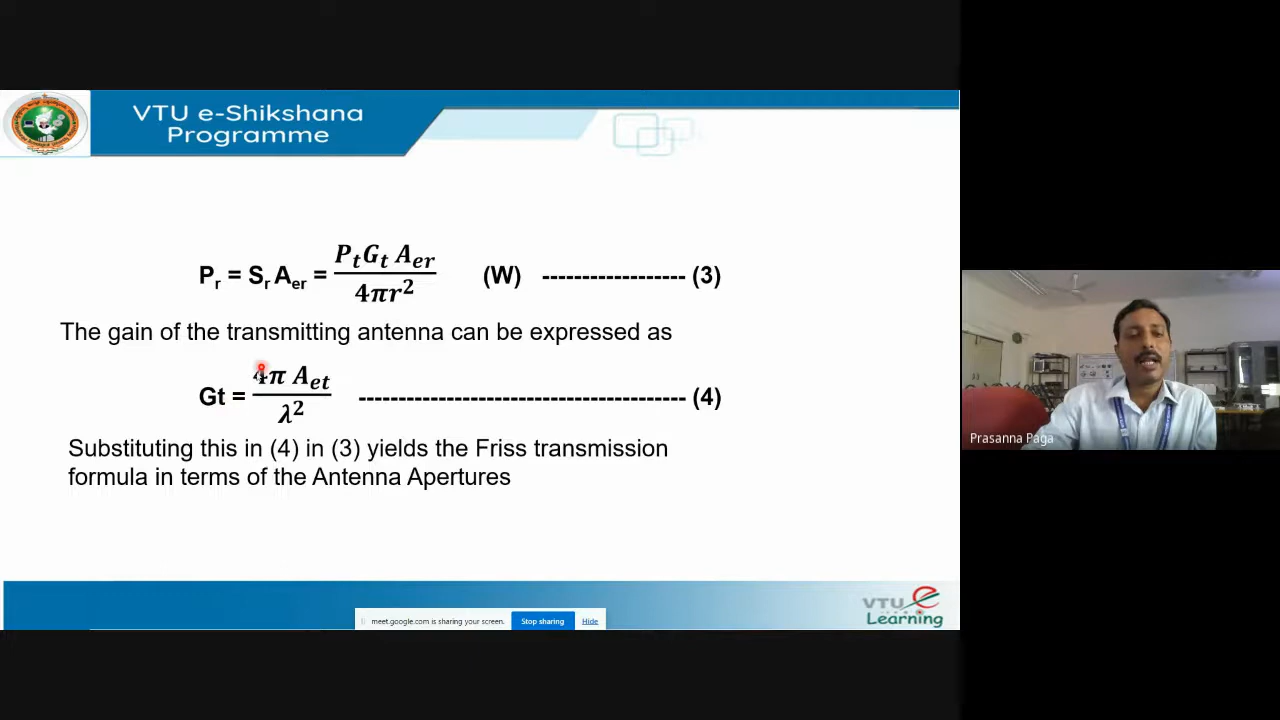 VTU e-Shikshana
Programme
Pr = Sr Aer = PtGt Aer / 4πr² (W) ------------------ (3)
The gain of the transmitting antenna can be expressed as
Gt = 4π Aet / λ² ----------------------------------------- (4)
Substituting this in (4) in (3) yields the Friss transmission
formula in terms of the Antenna Apertures
Prasanna Paga
VTU e
Learning
meet.google.com is sharing your screen. Stop sharing Hide